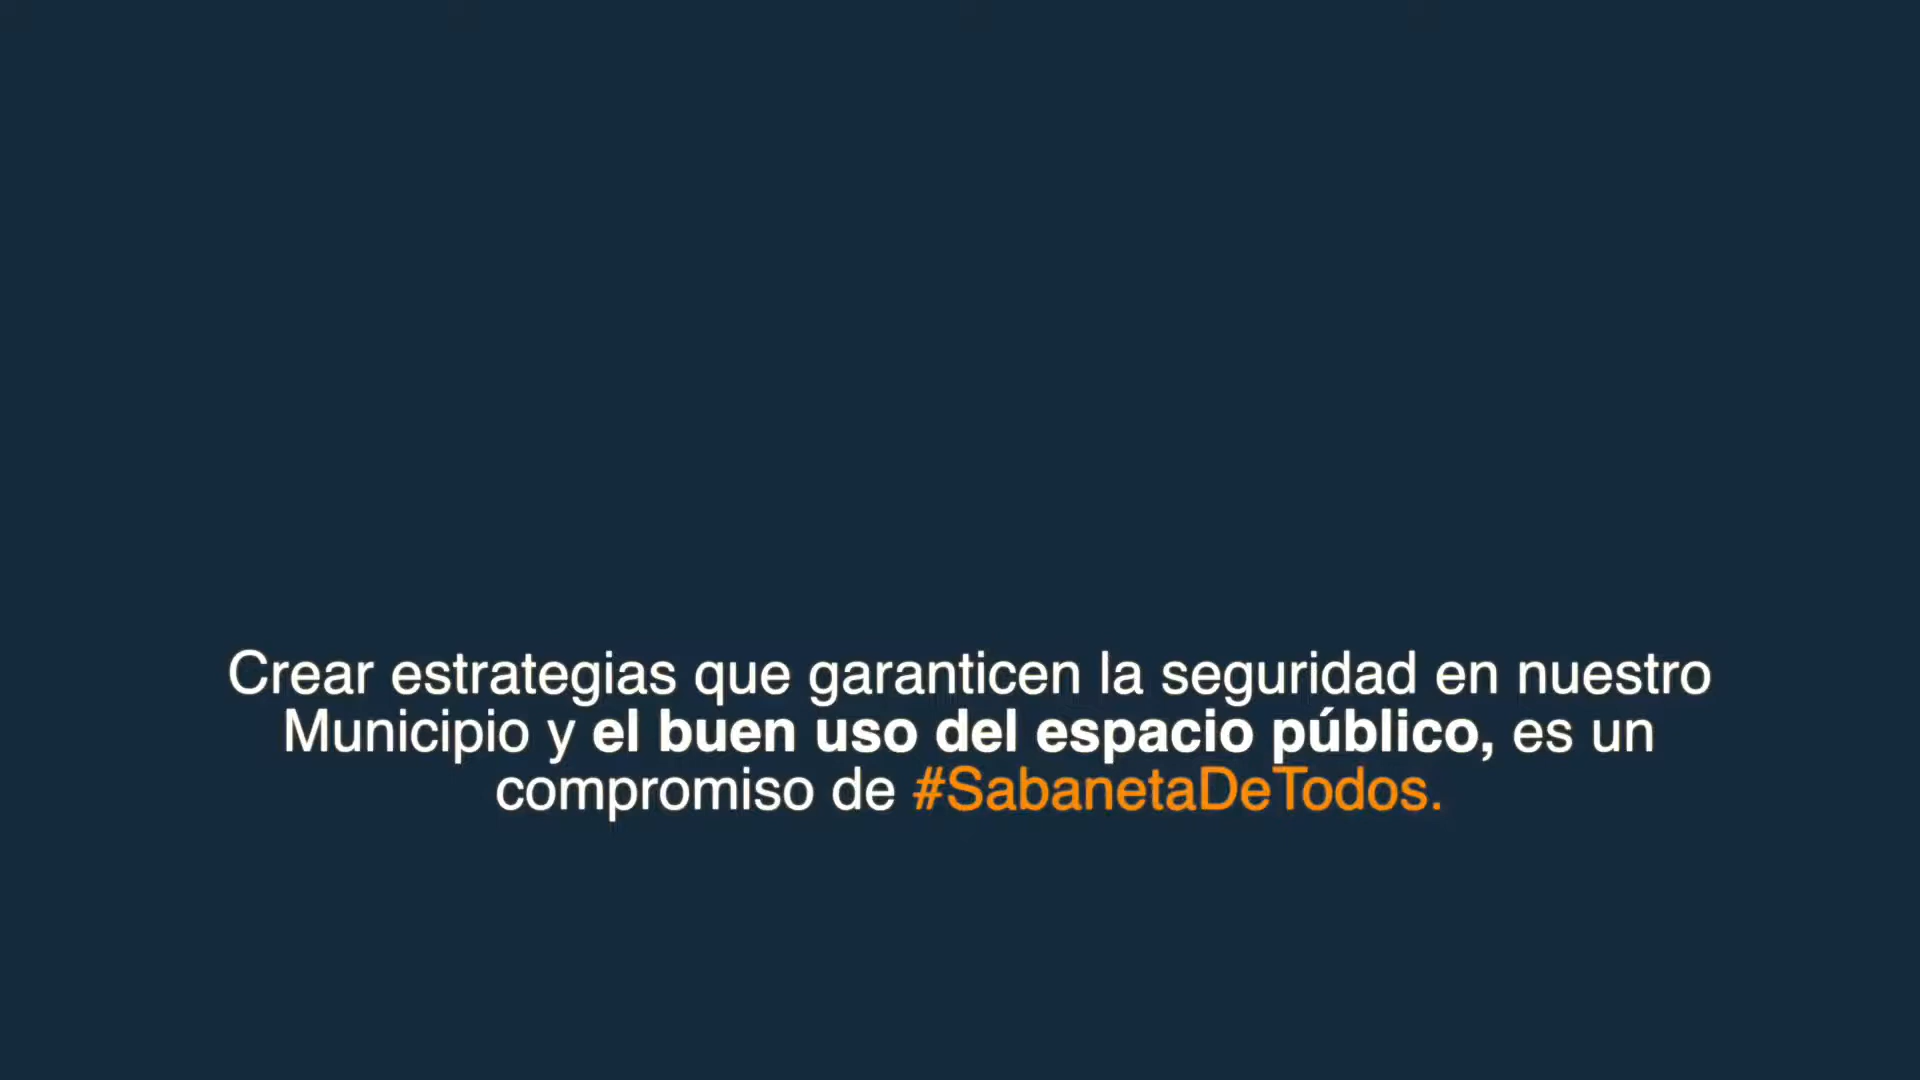 Crear estrategias que garanticen la seguridad en nuestro
Municipio y el buen uso del espacio público, es un
compromiso de #SabanetaDeTodos.